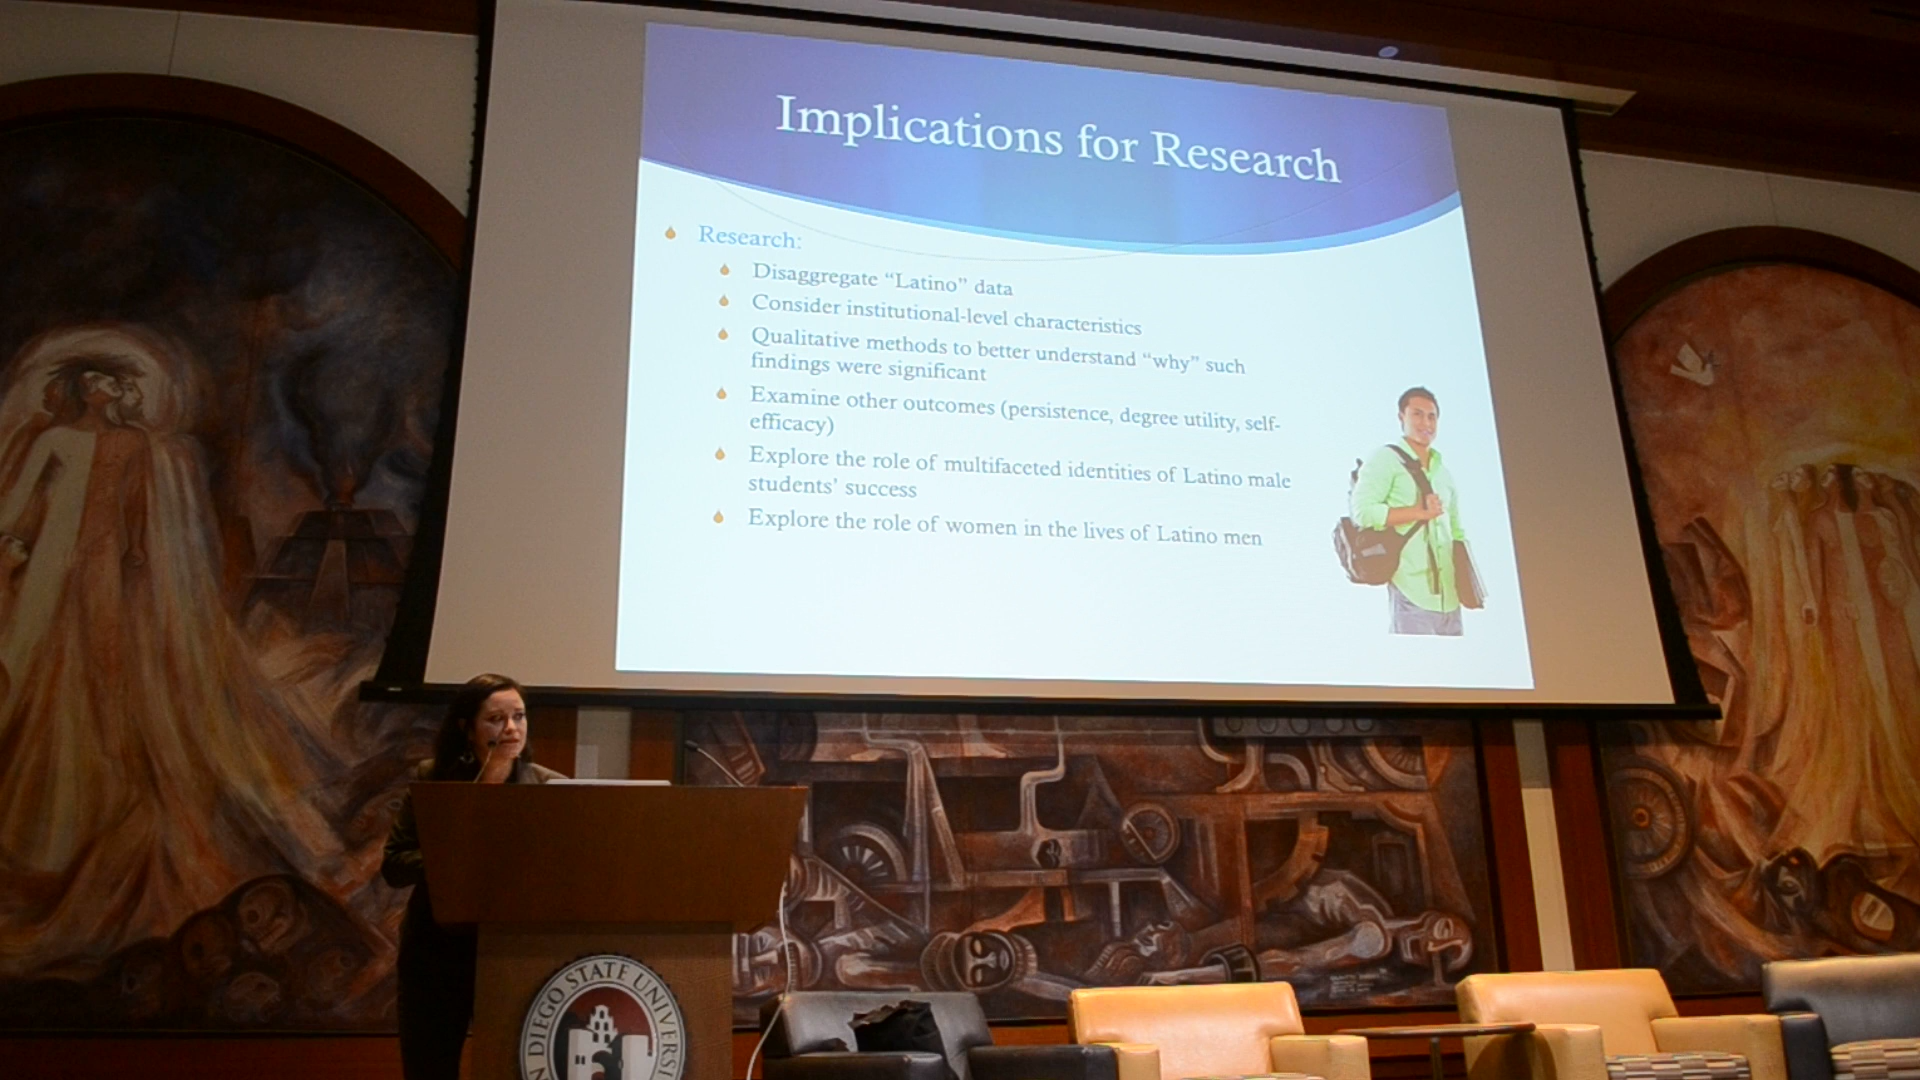 Implications for Research
Research:
Disaggregate “Latino” data
Consider institutional-level characteristics
Qualitative methods to better understand “why” such
findings were significant
Examine other outcomes (persistence, degree utility, self-
efficacy)
Explore the role of multifaceted identities of Latino male
students’ success
Explore the role of women in the lives of Latino men
N DIEGO STATE UNIVERSI